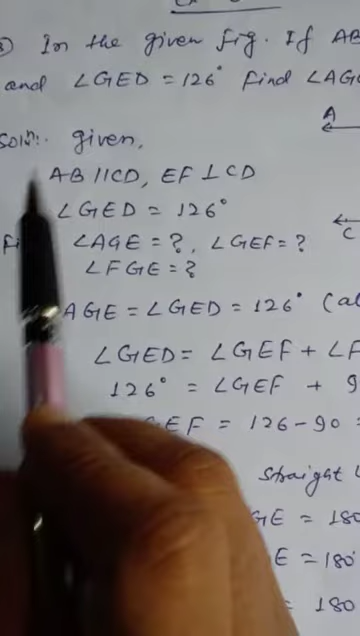 In the given fig. If AB
and ∠GED = 126° find ∠AG
Soln:. given,
A
AB // CD, EF ⊥ CD
∠GED = 126°
C
∠AGE = ?, ∠GEF = ?
∠FGE = ?
AGE = ∠GED = 126° (al
∠GED = ∠GEF + ∠F
126° = ∠GEF + 9
EF = 126 - 90 =
Straight
GE = 180
E = 180°
= 180